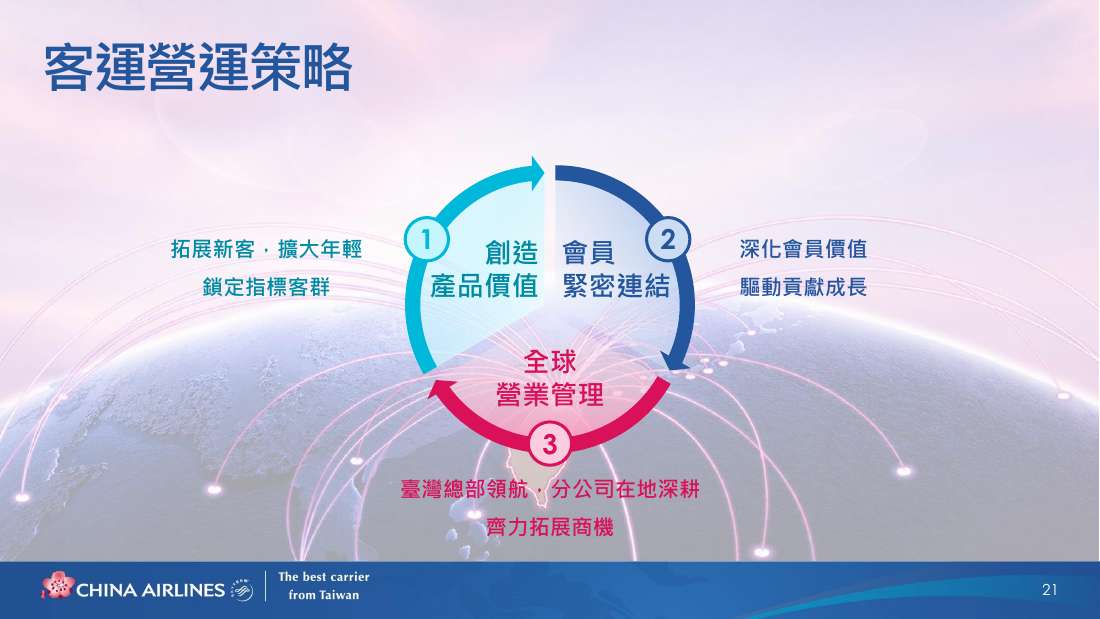 客運營運策略
1
創造
產品價值
拓展新客，擴大年輕
鎖定指標客群
2
會員
緊密連結
深化會員價值
驅動貢獻成長
全球
營業管理
3
臺灣總部領航，分公司在地深耕
齊力拓展商機
CHINA AIRLINES
The best carrier
from Taiwan
21